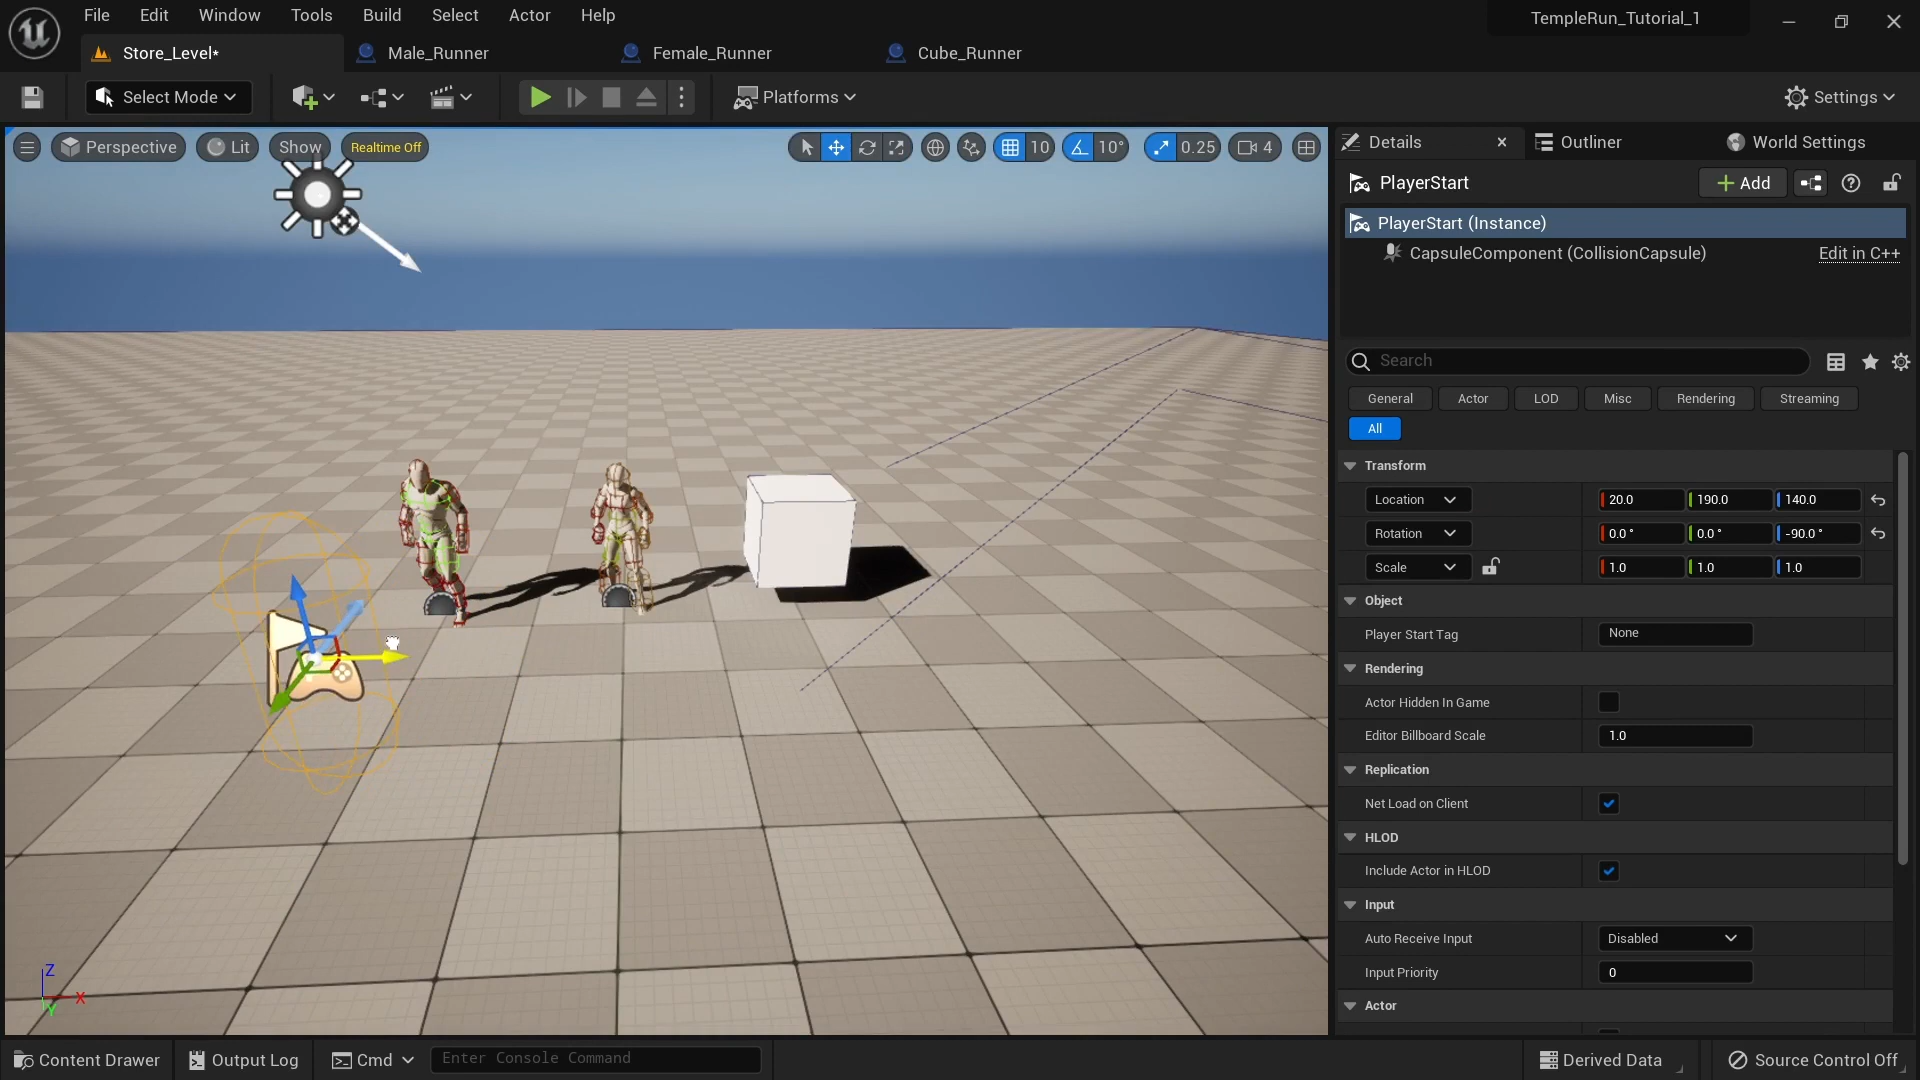 File Edit Window Tools Build Select Actor Help
TempleRun_Tutorial_1
Store_Level* Male_Runner Female_Runner Cube_Runner
Select Mode Platforms Settings
Perspective Lit Show Realtime Off 10 10° 0.25 4
Details Outliner World Settings
PlayerStart Add
PlayerStart (Instance)
CapsuleComponent (CollisionCapsule) Edit in C++
Search
General Actor LOD Misc Rendering Streaming
All
Transform
Location 20.0 190.0 140.0
Rotation 0.0 ° 0.0 ° -90.0 °
Scale 1.0 1.0 1.0
Object
Player Start Tag None
Rendering
Actor Hidden In Game
Editor Billboard Scale 1.0
Replication
Net Load on Client
HLOD
Include Actor in HLOD
Input
Auto Receive Input Disabled
Input Priority 0
Actor
Z
X
Y
Content Drawer Output Log Cmd Enter Console Command Derived Data Source Control Off